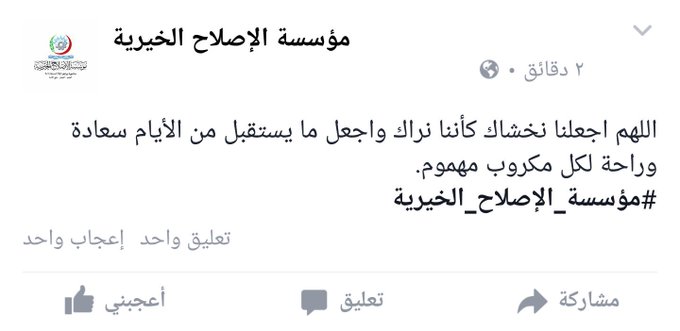 مؤسسة الإصلاح الخيرية
٢ دقائق •
اللهم اجعلنا نخشاك كأننا نراك واجعل ما يستقبل من الأيام سعادة
وراحة لكل مكروب مهموم.
#مؤسسة_الإصلاح_الخيرية
تعليق واحد إعجاب واحد
مشاركة تعليق أعجبني